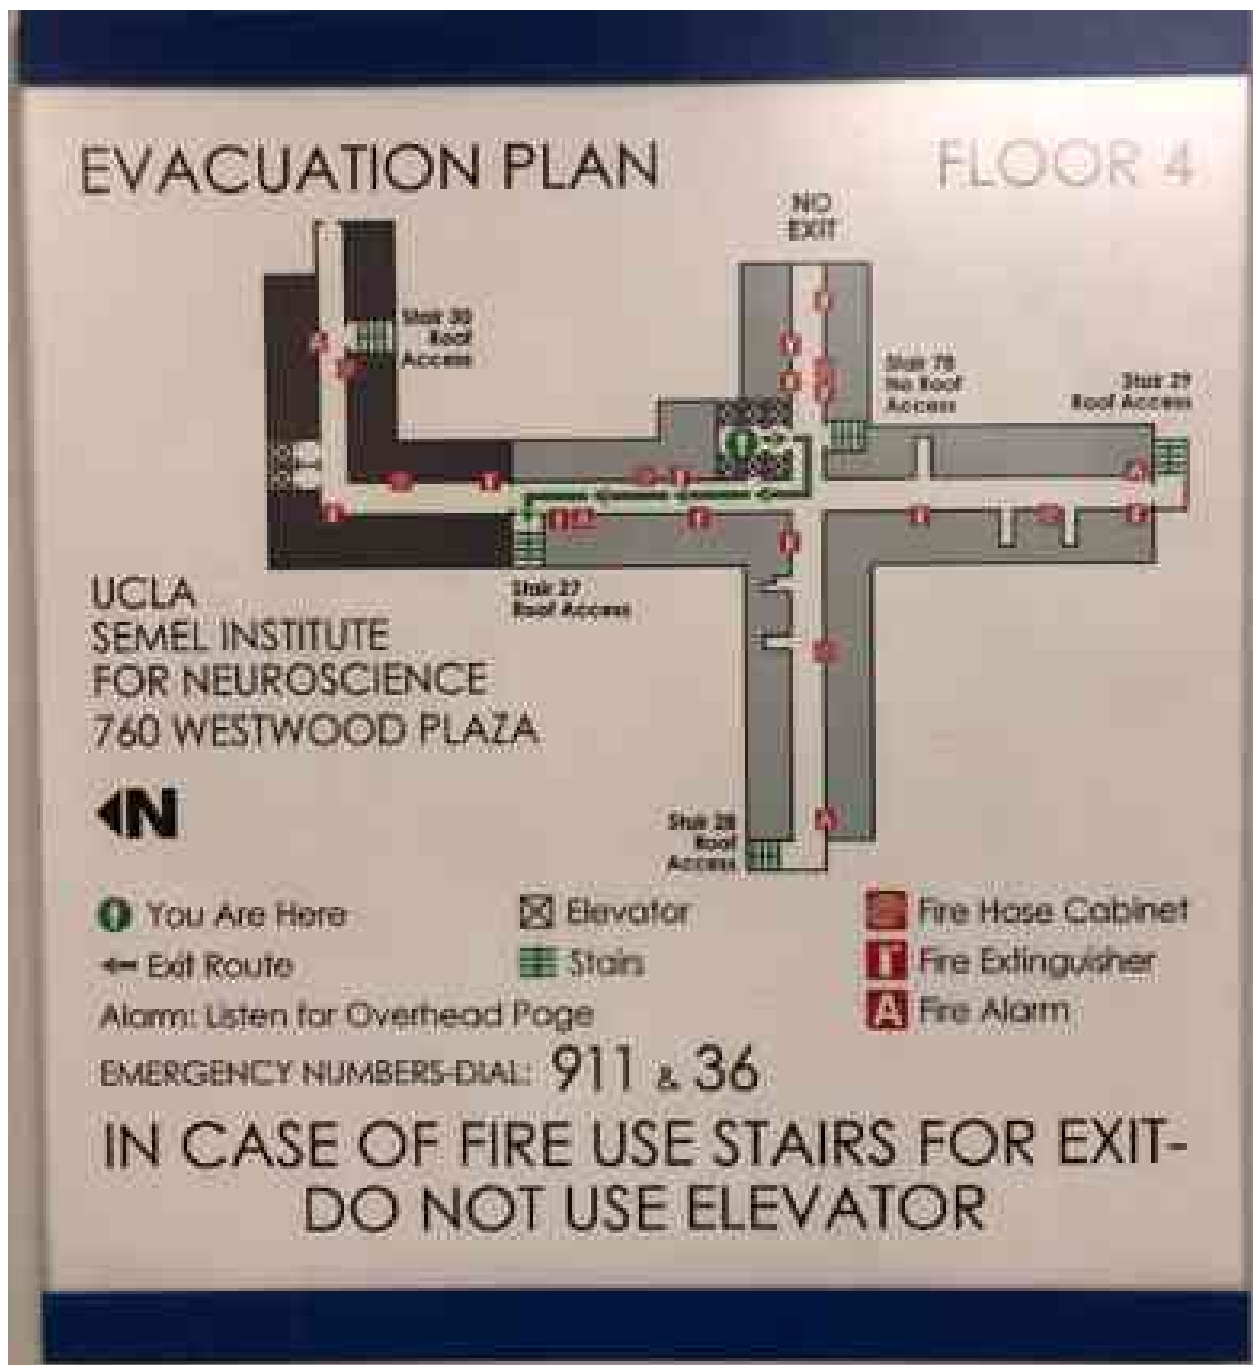 EVACUATION PLAN
FLOOR 4
NO
EXIT
Stair 30
Roof
Access
Stair 78
No Roof
Access
Stair 29
Roof Access
Stair 27
Roof Access
UCLA
SEMEL INSTITUTE
FOR NEUROSCIENCE
760 WESTWOOD PLAZA
N
Stair 28
Roof
Access
You Are Here
Elevator
Fire Hose Cabinet
Exit Route
Stairs
Fire Extinguisher
Alarm: Listen for Overhead Page
A Fire Alarm
EMERGENCY NUMBERS-DIAL: 911 & 36
IN CASE OF FIRE USE STAIRS FOR EXIT-
DO NOT USE ELEVATOR